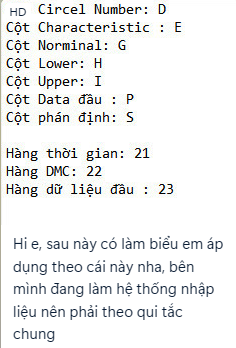 HD Circel Number: D
Cột Characteristic : E
Cột Norminal: G
Cột Lower: H
Cột Upper: I
Cột Data đầu : P
Cột phán định: S
Hàng thời gian: 21
Hàng DMC: 22
Hàng dữ liệu đầu : 23
Hi e, sau này có làm biểu em áp
dụng theo cái này nha, bên
mình đang làm hệ thống nhập
liệu nên phải theo qui tắc
chung